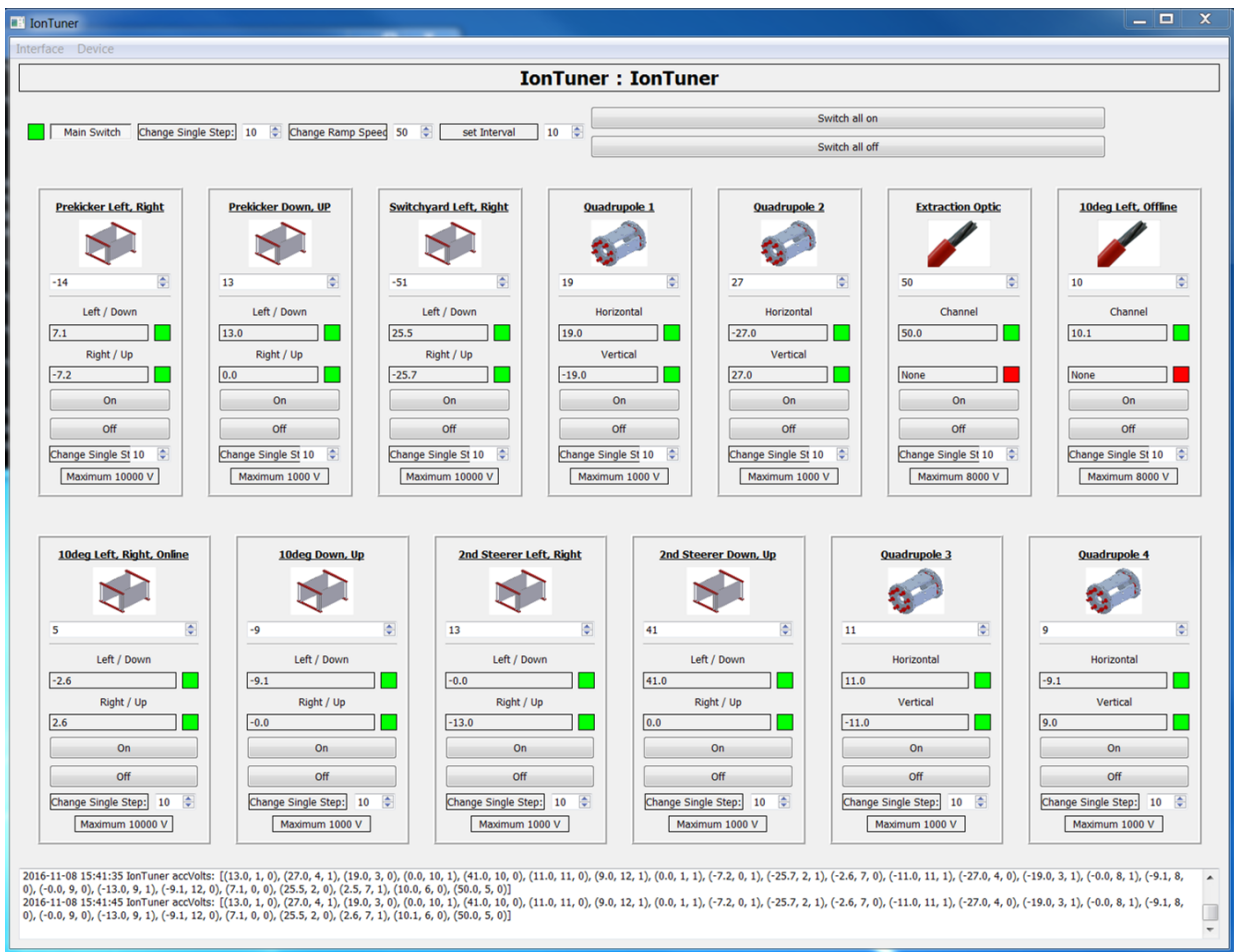 IonTuner
Interface Device
IonTuner : IonTuner
Main Switch Change Single Step: 10 Change Ramp Speed 50 set Interval 10
Switch all on
Switch all off
Prekicker Left, Right Prekicker Down, UP Switchyard Left, Right Quadrupole 1 Quadrupole 2 Extraction Optic 10deg Left, Offline
-14 13 -51 19 27 50 10
Left / Down Left / Down Left / Down Horizontal Horizontal Channel Channel
7.1 13.0 25.5 19.0 -27.0 50.0 10.1
Right / Up Right / Up Right / Up Vertical Vertical
-7.2 0.0 -25.7 -19.0 27.0 None None
On On On On On On On
Off Off Off Off Off Off Off
Change Single St 10 Change Single St 10 Change Single St 10 Change Single St 10 Change Single St 10 Change Single St 10 Change Single St 10
Maximum 10000 V Maximum 1000 V Maximum 10000 V Maximum 1000 V Maximum 1000 V Maximum 8000 V Maximum 8000 V
10deg Left, Right, Online 10deg Down, Up 2nd Steerer Left, Right 2nd Steerer Down, Up Quadrupole 3 Quadrupole 4
5 -9 13 41 11 9
Left / Down Left / Down Left / Down Left / Down Horizontal Horizontal
-2.6 -9.1 -0.0 41.0 11.0 -9.1
Right / Up Right / Up Right / Up Right / Up Vertical Vertical
2.6 -0.0 -13.0 0.0 -11.0 9.0
On On On On On On
Off Off Off Off Off Off
Change Single Step: 10 Change Single Step: 10 Change Single Step: 10 Change Single Step: 10 Change Single Step: 10 Change Single Step: 10
Maximum 10000 V Maximum 1000 V Maximum 1000 V Maximum 1000 V Maximum 1000 V Maximum 1000 V
2016-11-08 15:41:35 IonTuner accVolts: [(13.0, 1, 0), (27.0, 4, 1), (19.0, 3, 0), (0.0, 10, 1), (41.0, 10, 0), (11.0, 11, 0), (9.0, 12, 1), (0.0, 1, 1), (-7.2, 0, 1), (-25.7, 2, 1), (-2.6, 7, 0), (-11.0, 11, 1), (-27.0, 4, 0), (-19.0, 3, 1), (-0.0, 8, 1), (-9.1, 8,
0), (-0.0, 9, 0), (-13.0, 9, 1), (-9.1, 12, 0), (7.1, 0, 0), (25.5, 2, 0), (2.5, 7, 1), (10.0, 6, 0), (50.0, 5, 0)]
2016-11-08 15:41:45 IonTuner accVolts: [(13.0, 1, 0), (27.0, 4, 1), (19.0, 3, 0), (0.0, 10, 1), (41.0, 10, 0), (11.0, 11, 0), (9.0, 12, 1), (0.0, 1, 1), (-7.2, 0, 1), (-25.7, 2, 1), (-2.6, 7, 0), (-11.0, 11, 1), (-27.0, 4, 0), (-19.0, 3, 1), (-0.0, 8, 1), (-9.1, 8,
0), (-0.0, 9, 0), (-13.0, 9, 1), (-9.1, 12, 0), (7.1, 0, 0), (25.5, 2, 0), (2.6, 7, 1), (10.1, 6, 0), (50.0, 5, 0)]